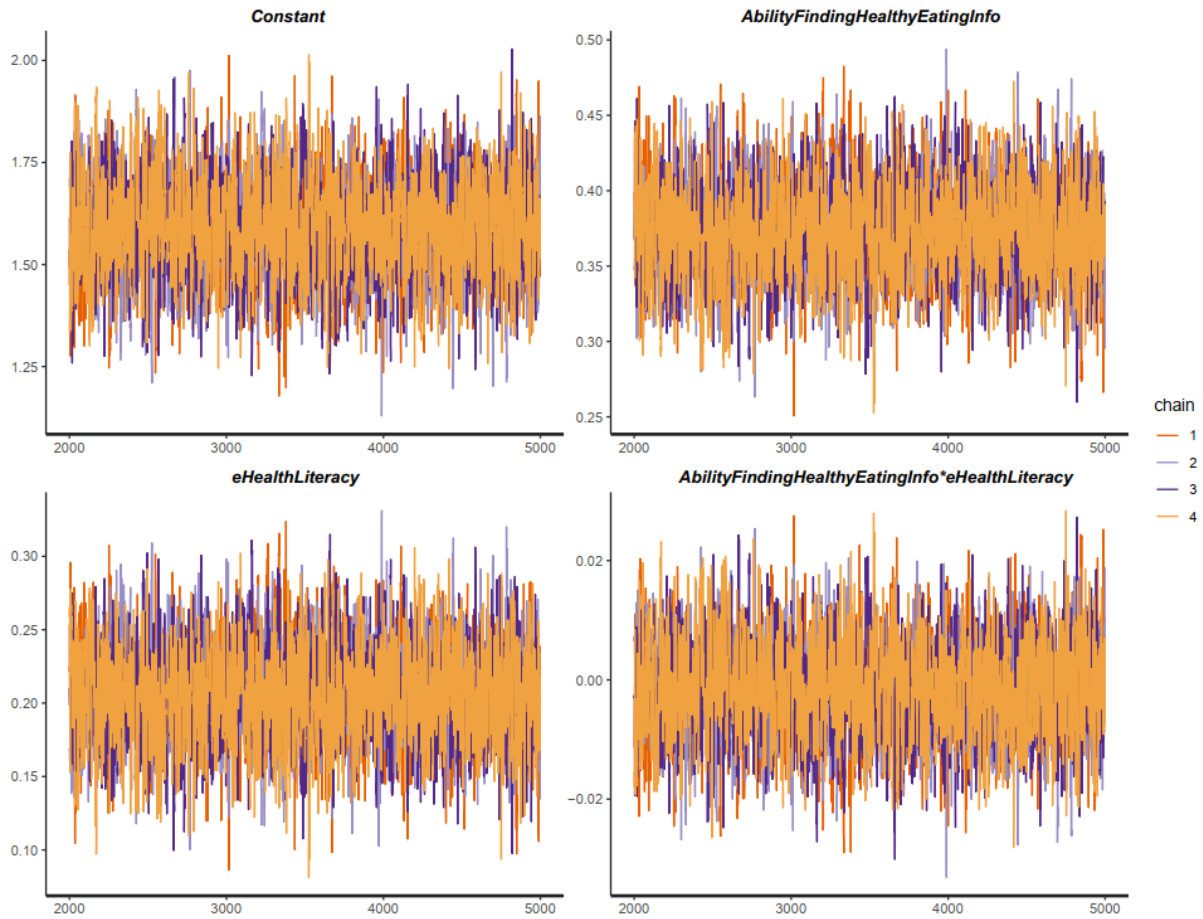 Constant
2.00
1.75
1.50
1.25
2000 3000 4000 5000
AbilityFindingHealthyEatingInfo
0.50
0.45
0.40
0.35
0.30
0.25
2000 3000 4000 5000
eHealthLiteracy
0.30
0.25
0.20
0.15
0.10
2000 3000 4000 5000
AbilityFindingHealthyEatingInfo*eHealthLiteracy
0.02
0.00
−0.02
2000 3000 4000 5000
chain
1
2
3
4